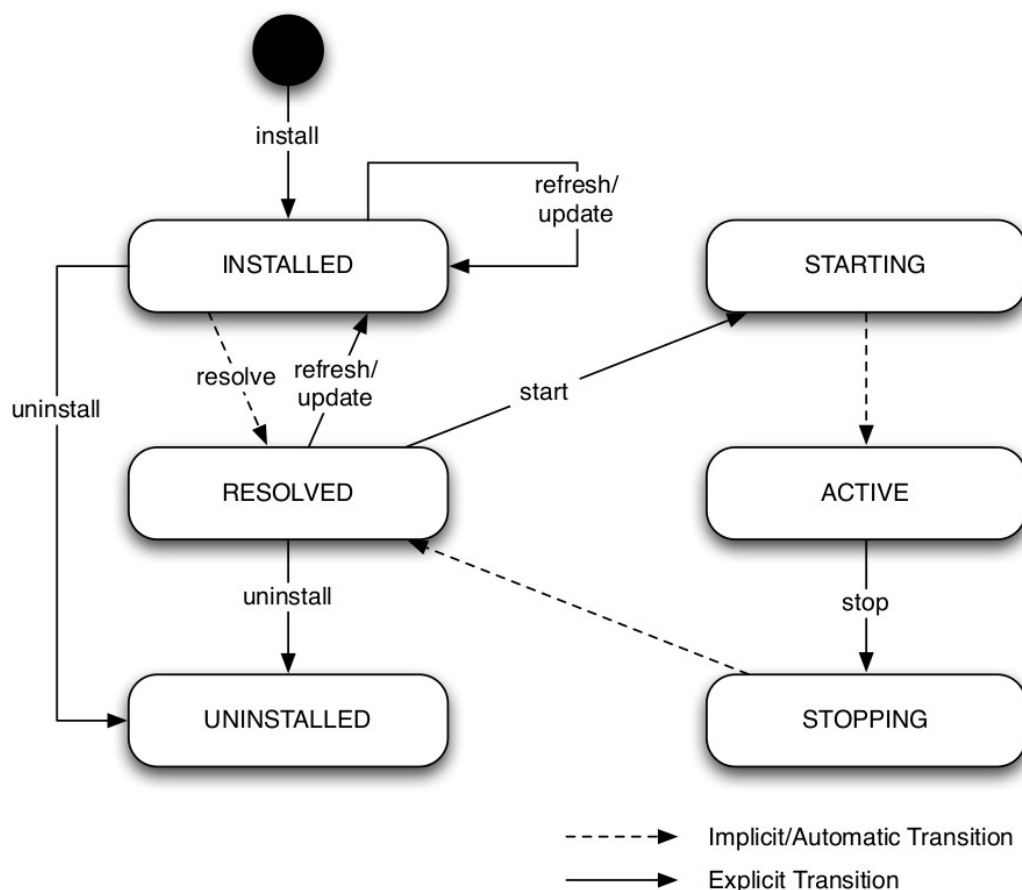 install
refresh/
update
INSTALLED
STARTING
resolve
refresh/
update
start
uninstall
RESOLVED
ACTIVE
uninstall
stop
UNINSTALLED
STOPPING
Implicit/Automatic Transition
Explicit Transition